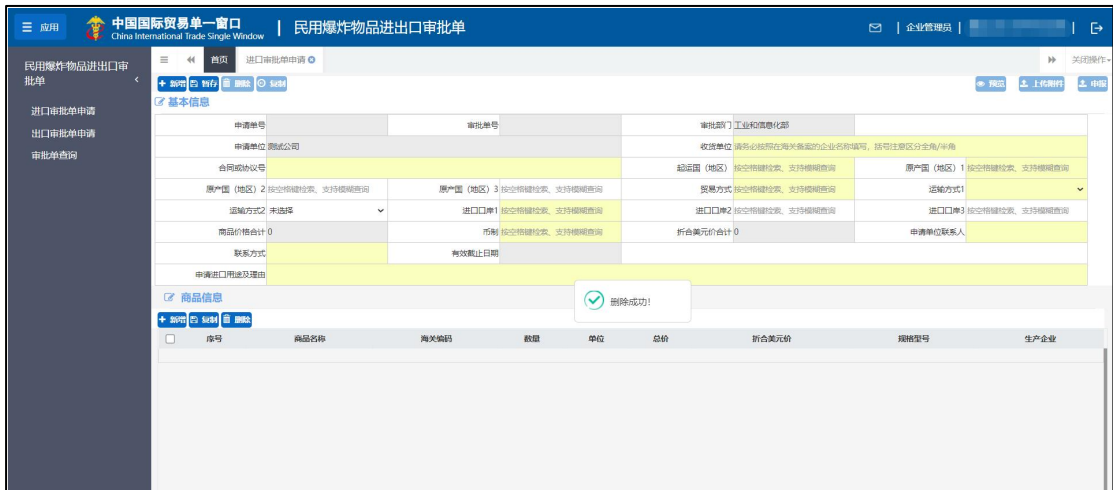 应用 中国国际贸易单一窗口 | 民用爆炸物品进出口审批单 企业管理员
China International Trade Single Window
民用爆炸物品进出口审批单
进口审批单申请
出口审批单申请
审批单查询
首页 进口审批单申请 关闭操作
新增 暂存 删除 复制 预览 上传附件 申报
基本信息
申请单号 审批单号 审批部门 工业和信息化部
申请单位 测试公司 收货单位 请务必按照在海关备案的企业名称填写，括号注意区分全角/半角
合同或协议号 起运国（地区） 按空格键检索、支持模糊查询 原产国（地区）1 按空格键检索、支持模糊查询
原产国（地区）2 按空格键检索、支持模糊查询 原产国（地区）3 按空格键检索、支持模糊查询 贸易方式 按空格键检索、支持模糊查询 运输方式1
运输方式2 未选择 进口口岸1 按空格键检索、支持模糊查询 进口口岸2 按空格键检索、支持模糊查询 进口口岸3 按空格键检索、支持模糊查询
商品价格合计 0 币制 按空格键检索、支持模糊查询 折合美元价合计 0 申请单位联系人
联系方式 有效截止日期
申请进口用途及理由
商品信息
删除成功！
新增 复制 删除
序号 商品名称 海关编码 数量 单位 总价 折合美元价 规格型号 生产企业